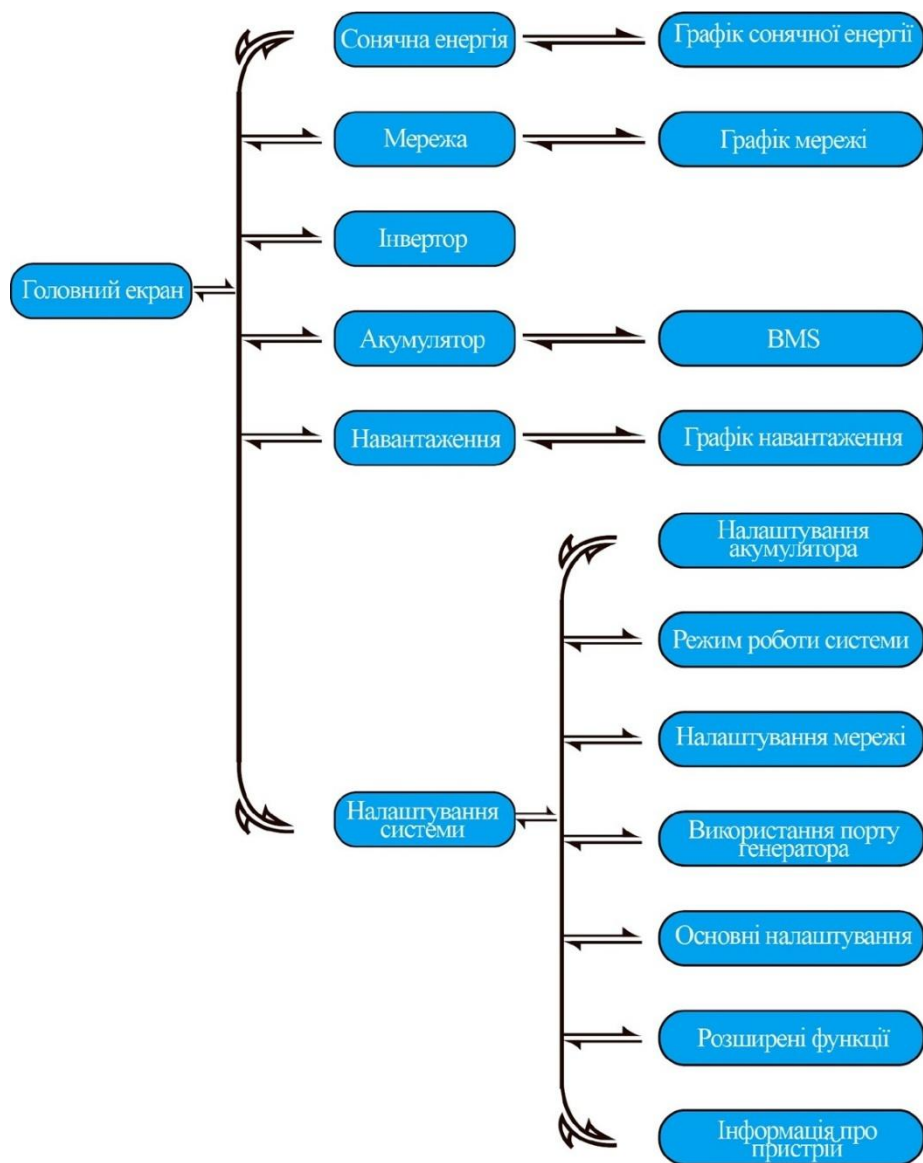 Сонячна енергія
Графік сонячної енергії
Мережа
Графік мережі
Інвертор
Головний екран
Акумулятор
BMS
Навантаження
Графік навантаження
Налаштування
акумулятора
Режим роботи системи
Налаштування мережі
Налаштування
системи
Використання порту
генератора
Основні налаштування
Розширені функції
Інформація про
пристрій